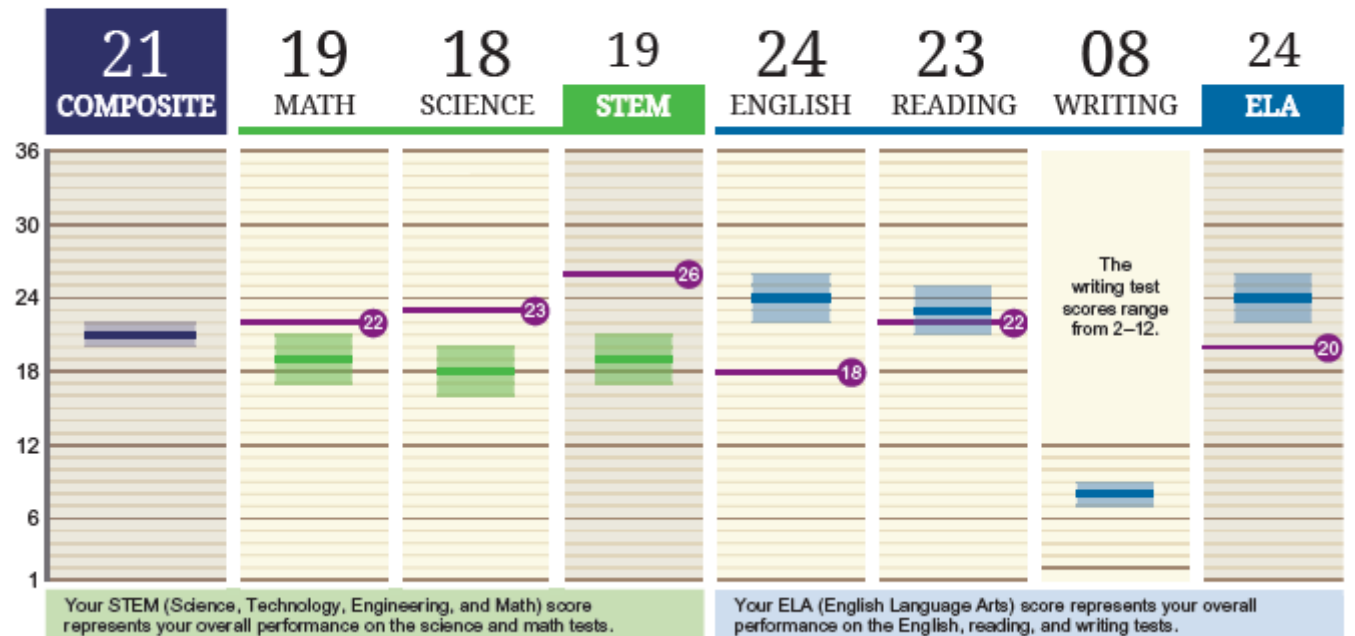 21 19 18 19 24 23 08 24
COMPOSITE MATH SCIENCE STEM ENGLISH READING WRITING ELA
36
30
24
18
12
6
1
22
23
26
18
22
20
The
writing test
scores range
from 2–12.
Your STEM (Science, Technology, Engineering, and Math) score
represents your overall performance on the science and math tests.
Your ELA (English Language Arts) score represents your overall
performance on the English, reading, and writing tests.